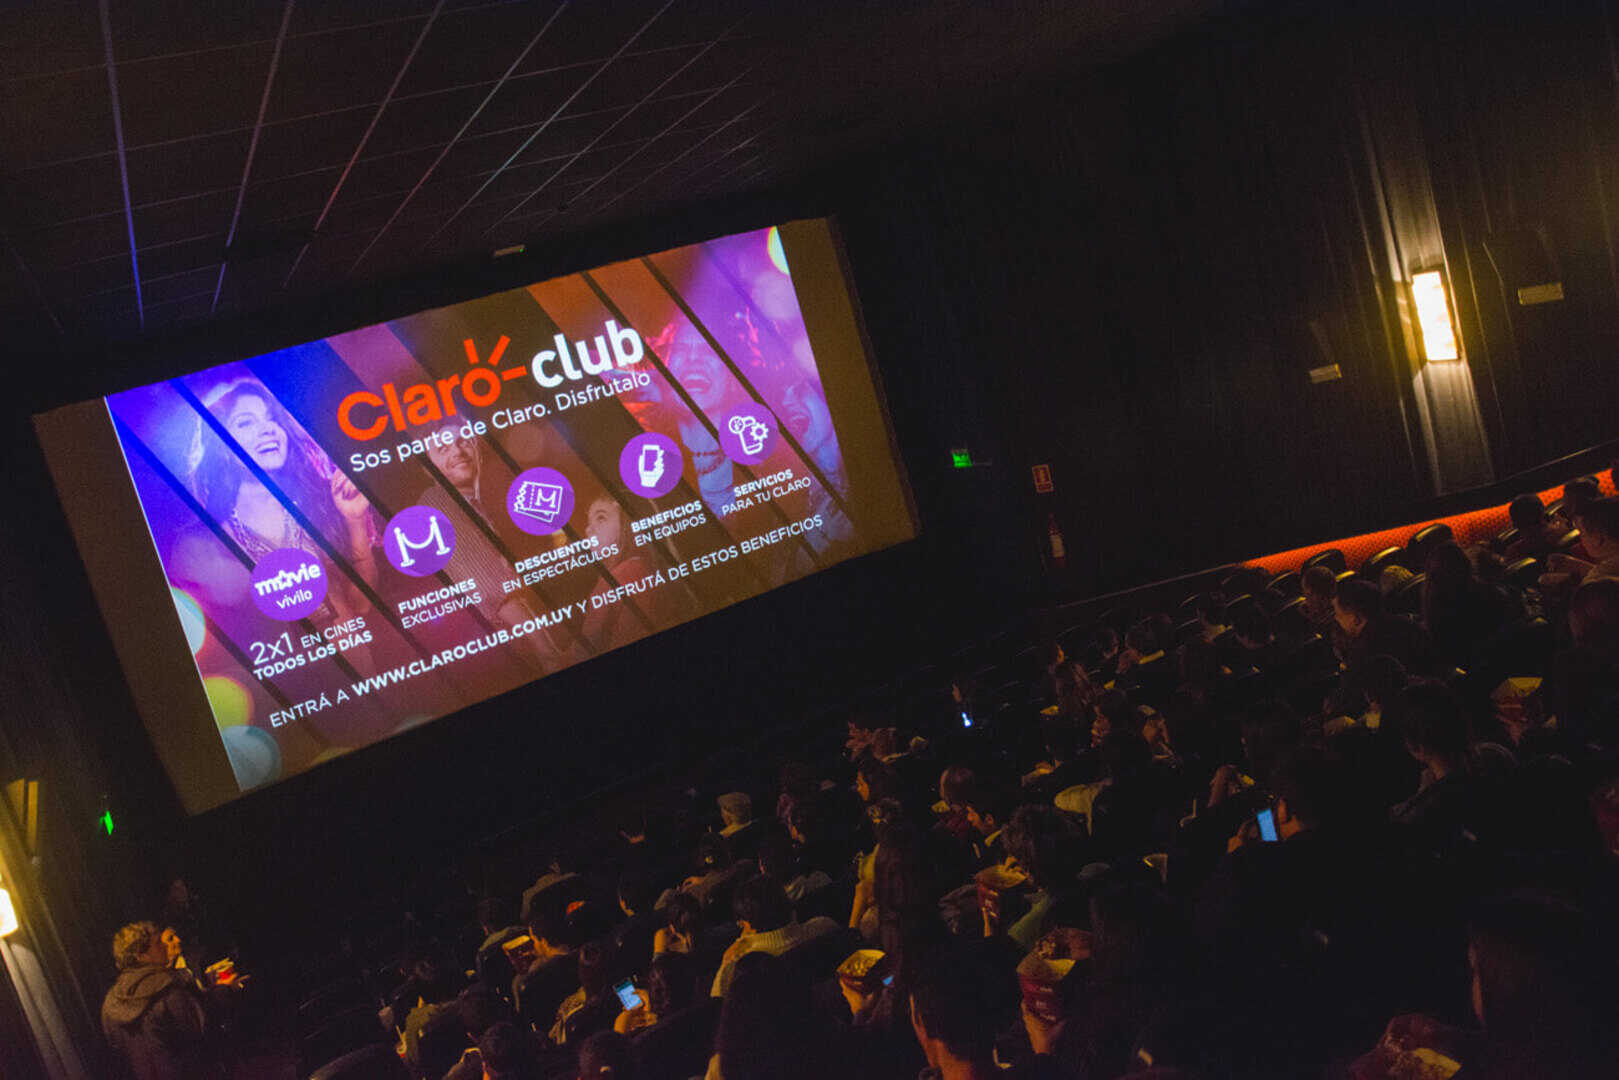 Claro-club
Sos parte de Claro. Disfrutalo
movie
vivilo
2x1 EN CINES
TODOS LOS DÍAS
FUNCIONES
EXCLUSIVAS
DESCUENTOS
EN ESPECTÁCULOS
BENEFICIOS
EN EQUIPOS
SERVICIOS
PARA TU CLARO
ENTRÁ A WWW.CLAROCLUB.COM.UY Y DISFRUTÁ DE ESTOS BENEFICIOS